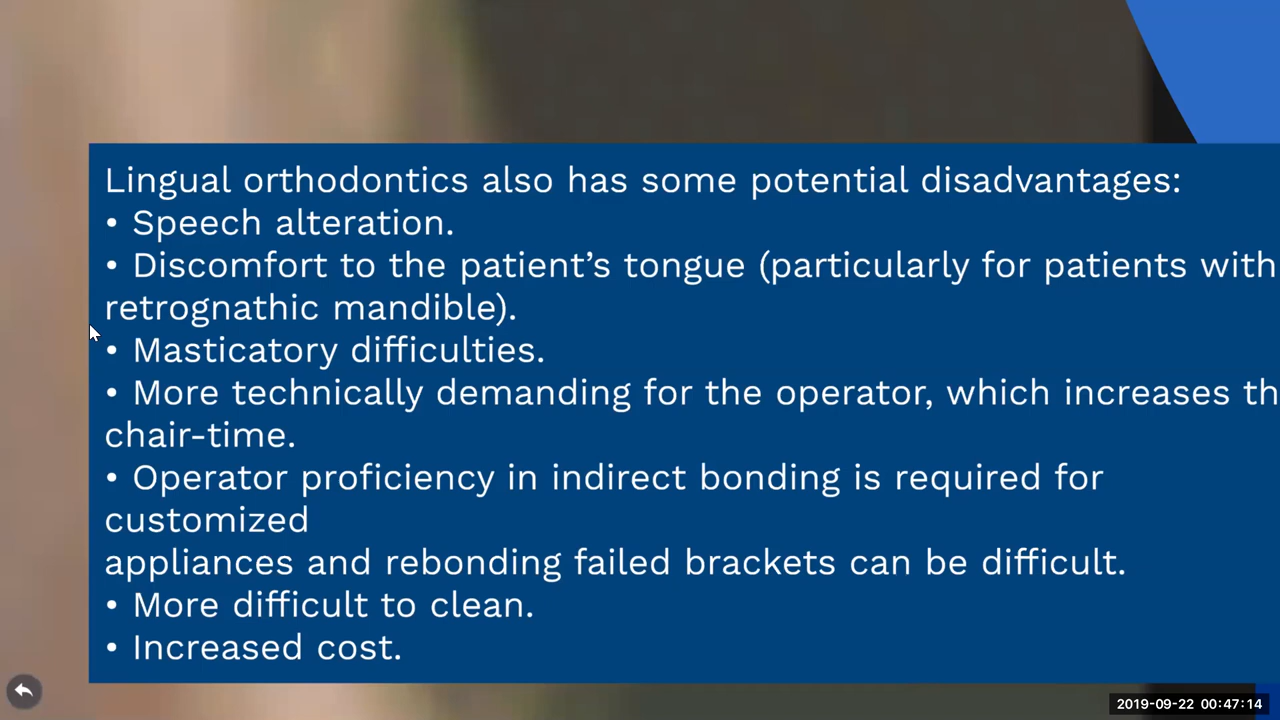 Lingual orthodontics also has some potential disadvantages:
• Speech alteration.
• Discomfort to the patient’s tongue (particularly for patients with
retrognathic mandible).
• Masticatory difficulties.
• More technically demanding for the operator, which increases th
chair-time.
• Operator proficiency in indirect bonding is required for
customized
appliances and rebonding failed brackets can be difficult.
• More difficult to clean.
• Increased cost.
2019-09-22 00:47:14